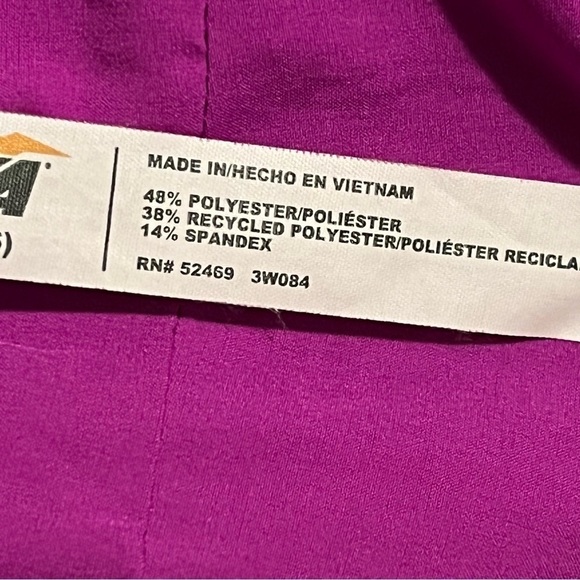 A
)
MADE IN/HECHO EN VIETNAM
48% POLYESTER/POLIÉSTER
38% RECYCLED POLYESTER/POLIÉSTER RECICLA
14% SPANDEX
RN# 52469 3W084